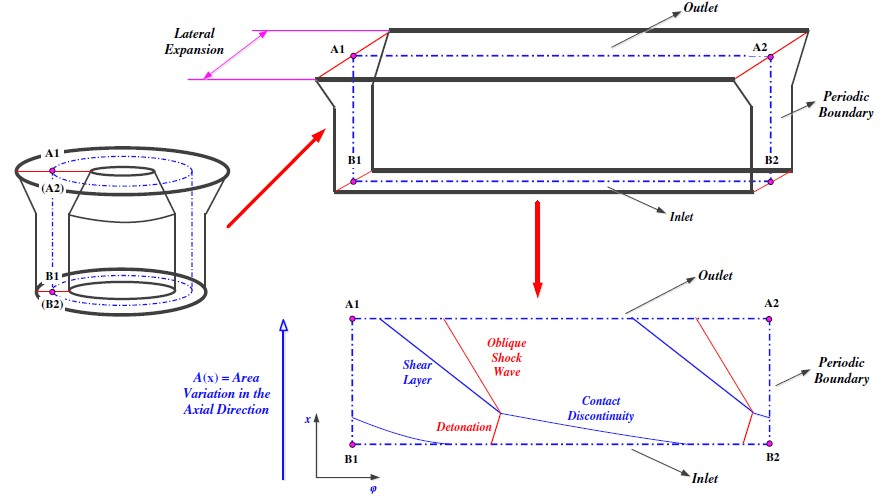 Outlet
Lateral
Expansion
A1
A2
Periodic
Boundary
A1
(A2)
B1
B2
B1
(B2)
Inlet
Outlet
A1
A2
Oblique
Shock
Wave
Shear
Layer
Periodic
Boundary
A(x) = Area
Variation in the
Axial Direction
Contact
Discontinuity
x
Detonation
B1
B2
Inlet
φ